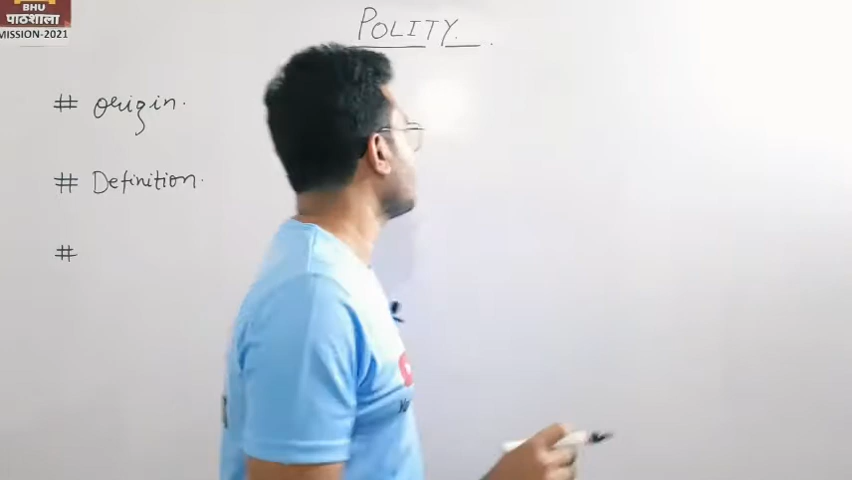 BHU
पाठशाला
MISSION-2021
POLITY.
# origin.
# Definition.
#